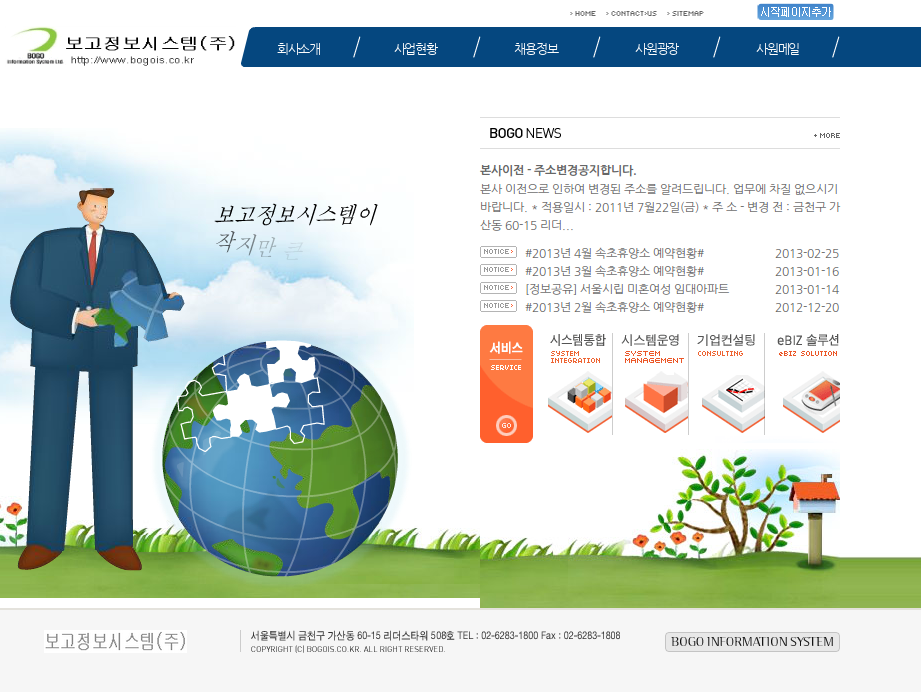 HOME CONTACT US SITEMAP 시작페이지추가
BOGO
Information System Ltd
보고정보시스템(주)
http://www.bogois.co.kr
회사소개 사업현황 채용정보 사원광장 사원메일
BOGO NEWS
+ MORE
본사이전 - 주소변경공지합니다.
본사 이전으로 인하여 변경된 주소를 알려드립니다. 업무에 차질 없으시기
바랍니다. * 적용일시 : 2011년 7월22일(금) * 주 소 - 변경 전 : 금천구 가
산동 60-15 리더...
NOTICE #2013년 4월 속초휴양소 예약현황# 2013-02-25
NOTICE #2013년 3월 속초휴양소 예약현황# 2013-01-16
NOTICE [정보공유] 서울시립 미혼여성 임대아파트 2013-01-14
NOTICE #2013년 2월 속초휴양소 예약현황# 2012-12-20
보고정보시스템이
작지만 큰
서비스
SERVICE
GO
시스템통합
SYSTEM
INTEGRATION
시스템운영
SYSTEM
MANAGEMENT
기업컨설팅
CONSULTING
eBIZ 솔루션
eBIZ SOLUTION
보고정보시스템(주)
서울특별시 금천구 가산동 60-15 리더스타워 508호 TEL : 02-6283-1800 Fax : 02-6283-1808
COPYRIGHT (C) BOGOIS.CO.KR. ALL RIGHT RESERVED.
BOGO INFORMATION SYSTEM